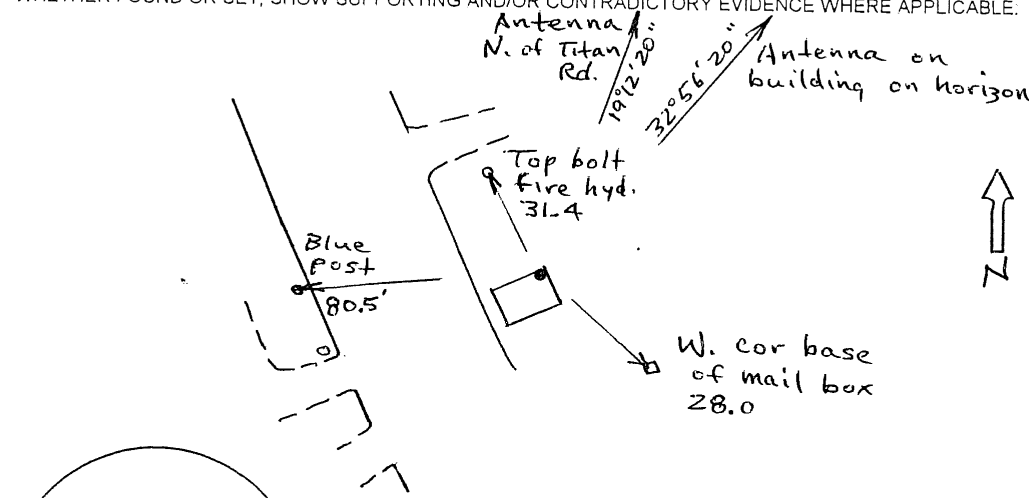 WHETHER FOUND OR SET, SHOW SUPPORTING AND/OR CONTRADICTORY EVIDENCE WHERE APPLICABLE.
Antenna
N. of Titan
Rd.
19°12'20"
32°56'20"
Antenna on
building on horizon
Top bolt
fire hyd.
31.4
Blue
Post
80.5'
N
W. cor base
of mail box
28.0